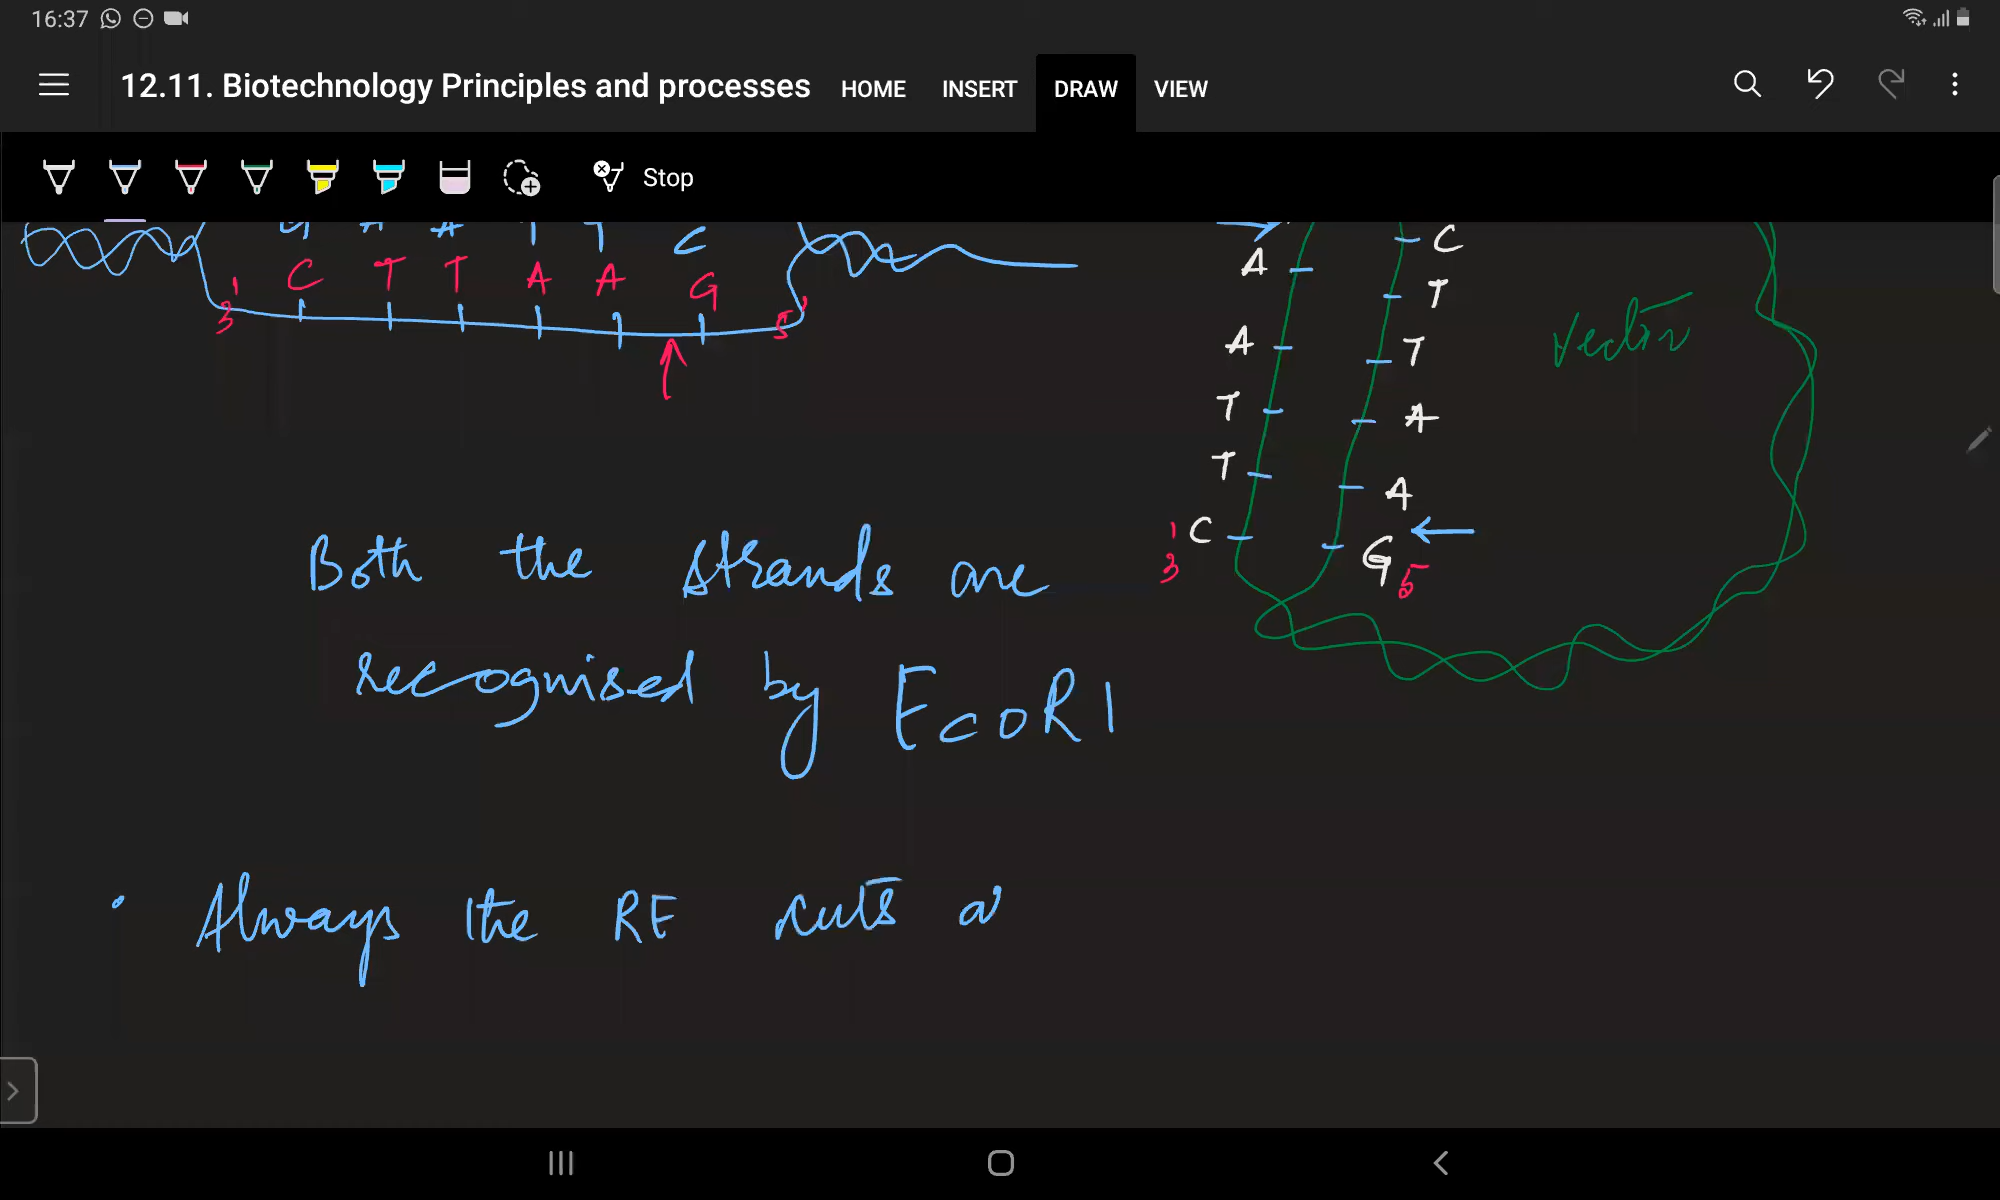 16:37
12.11. Biotechnology Principles and processes HOME INSERT DRAW VIEW
Stop
G A A T T C
3' C T T A A G 5'
A
A
T
T
3' C
C
T
T
A
A
G 5
Vector
Both the strands are
recognised by EcoR1
• Always the RE cuts a